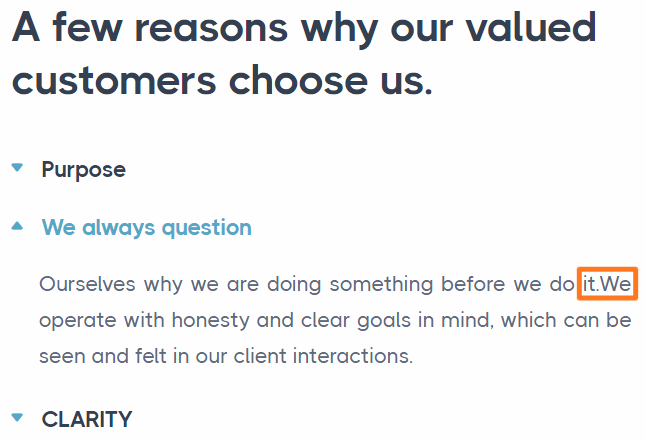 A few reasons why our valued
customers choose us.
Purpose
We always question
Ourselves why we are doing something before we do it.We
operate with honesty and clear goals in mind, which can be
seen and felt in our client interactions.
CLARITY